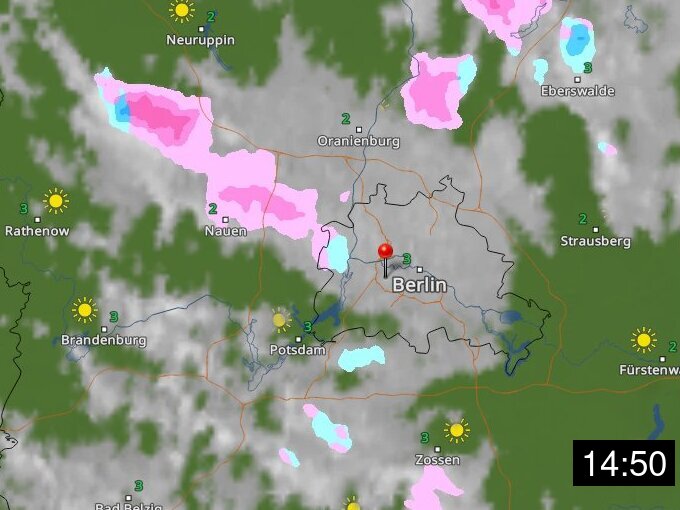 2
Neuruppin
3
Eberswalde
2
Oranienburg
3
Rathenow
2
Nauen
2
Strausberg
3
Berlin
3
Brandenburg
3
Potsdam
2
Fürstenwa
3
Zossen
14:50
3
Bad Belzig